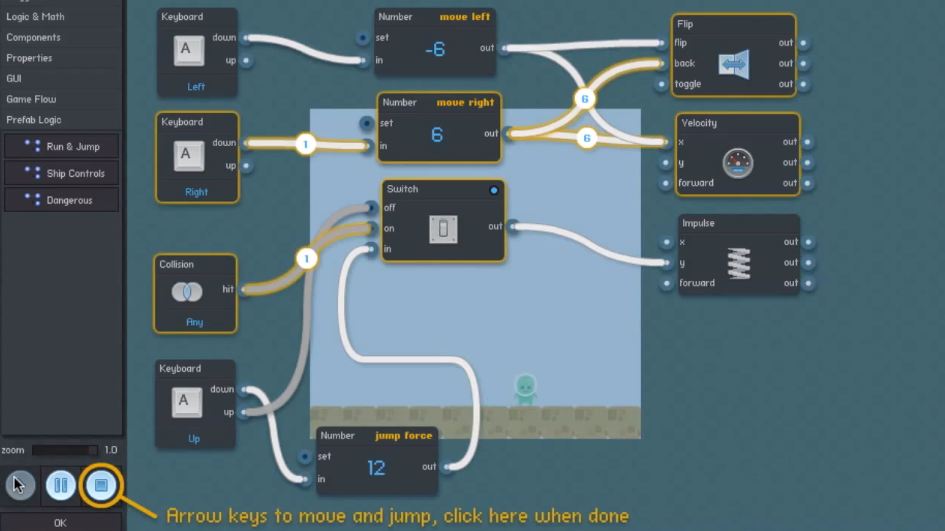 Logic & Math
Components
Properties
GUI
Game Flow
Prefab Logic
Run & Jump
Ship Controls
Dangerous
zoom 1.0
OK
Keyboard
A
down
up
Left
Number move left
set
in
-6
out
Flip
flip
back
toggle
out
out
out
Keyboard
A
down
up
Right
1
Number move right
set
in
6
out
6
6
Velocity
x
y
forward
out
out
out
Switch
off
on
in
out
Impulse
x
y
forward
out
out
out
Collision
hit
Any
1
Keyboard
A
down
up
Up
Number jump force
set
in
12
out
Arrow keys to move and jump, click here when done